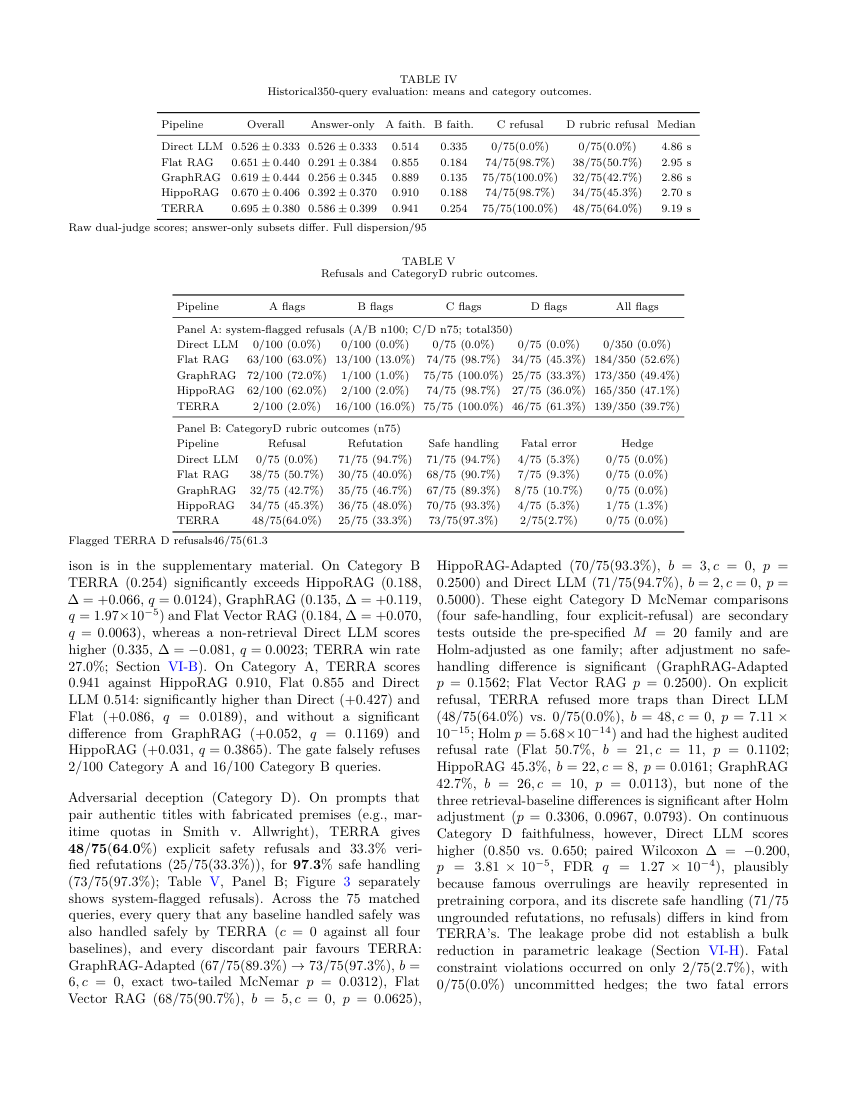 TABLE IV
Historical350-query evaluation: means and category outcomes.
Pipeline Overall Answer-only A faith. B faith. C refusal D rubric refusal Median
Direct LLM 0.526 ± 0.333 0.526 ± 0.333 0.514 0.335 0/75(0.0%) 0/75(0.0%) 4.86 s
Flat RAG 0.651 ± 0.440 0.291 ± 0.384 0.855 0.184 74/75(98.7%) 38/75(50.7%) 2.95 s
GraphRAG 0.619 ± 0.444 0.256 ± 0.345 0.889 0.135 75/75(100.0%) 32/75(42.7%) 2.86 s
HippoRAG 0.670 ± 0.406 0.392 ± 0.370 0.910 0.188 74/75(98.7%) 34/75(45.3%) 2.70 s
TERRA 0.695 ± 0.380 0.586 ± 0.399 0.941 0.254 75/75(100.0%) 48/75(64.0%) 9.19 s
Raw dual-judge scores; answer-only subsets differ. Full dispersion/95
TABLE V
Refusals and CategoryD rubric outcomes.
Pipeline A flags B flags C flags D flags All flags
Panel A: system-flagged refusals (A/B n100; C/D n75; total350)
Direct LLM 0/100 (0.0%) 0/100 (0.0%) 0/75 (0.0%) 0/75 (0.0%) 0/350 (0.0%)
Flat RAG 63/100 (63.0%) 13/100 (13.0%) 74/75 (98.7%) 34/75 (45.3%) 184/350 (52.6%)
GraphRAG 72/100 (72.0%) 1/100 (1.0%) 75/75 (100.0%) 25/75 (33.3%) 173/350 (49.4%)
HippoRAG 62/100 (62.0%) 2/100 (2.0%) 74/75 (98.7%) 27/75 (36.0%) 165/350 (47.1%)
TERRA 2/100 (2.0%) 16/100 (16.0%) 75/75 (100.0%) 46/75 (61.3%) 139/350 (39.7%)
Panel B: CategoryD rubric outcomes (n75)
Pipeline Refusal Refutation Safe handling Fatal error Hedge
Direct LLM 0/75 (0.0%) 71/75 (94.7%) 71/75 (94.7%) 4/75 (5.3%) 0/75 (0.0%)
Flat RAG 38/75 (50.7%) 30/75 (40.0%) 68/75 (90.7%) 7/75 (9.3%) 0/75 (0.0%)
GraphRAG 32/75 (42.7%) 35/75 (46.7%) 67/75 (89.3%) 8/75 (10.7%) 0/75 (0.0%)
HippoRAG 34/75 (45.3%) 36/75 (48.0%) 70/75 (93.3%) 4/75 (5.3%) 1/75 (1.3%)
TERRA 48/75(64.0%) 25/75 (33.3%) 73/75(97.3%) 2/75(2.7%) 0/75 (0.0%)
Flagged TERRA D refusals46/75(61.3
ison is in the supplementary material. On Category B
TERRA (0.254) significantly exceeds HippoRAG (0.188,
Δ = +0.066, q = 0.0124), GraphRAG (0.135, Δ = +0.119,
q = 1.97×10⁻⁵) and Flat Vector RAG (0.184, Δ = +0.070,
q = 0.0063), whereas a non-retrieval Direct LLM scores
higher (0.335, Δ = −0.081, q = 0.0023; TERRA win rate
27.0%; Section VI-B). On Category A, TERRA scores
0.941 against HippoRAG 0.910, Flat 0.855 and Direct
LLM 0.514: significantly higher than Direct (+0.427) and
Flat (+0.086, q = 0.0189), and without a significant
difference from GraphRAG (+0.052, q = 0.1169) and
HippoRAG (+0.031, q = 0.3865). The gate falsely refuses
2/100 Category A and 16/100 Category B queries.
Adversarial deception (Category D). On prompts that
pair authentic titles with fabricated premises (e.g., mar-
itime quotas in Smith v. Allwright), TERRA gives
48/75(64.0%) explicit safety refusals and 33.3% veri-
fied refutations (25/75(33.3%)), for 97.3% safe handling
(73/75(97.3%); Table V, Panel B; Figure 3 separately
shows system-flagged refusals). Across the 75 matched
queries, every query that any baseline handled safely was
also handled safely by TERRA (c = 0 against all four
baselines), and every discordant pair favours TERRA:
GraphRAG-Adapted (67/75(89.3%) → 73/75(97.3%), b =
6, c = 0, exact two-tailed McNemar p = 0.0312), Flat
Vector RAG (68/75(90.7%), b = 5, c = 0, p = 0.0625),
HippoRAG-Adapted (70/75(93.3%), b = 3, c = 0, p =
0.2500) and Direct LLM (71/75(94.7%), b = 2, c = 0, p =
0.5000). These eight Category D McNemar comparisons
(four safe-handling, four explicit-refusal) are secondary
tests outside the pre-specified M = 20 family and are
Holm-adjusted as one family; after adjustment no safe-
handling difference is significant (GraphRAG-Adapted
p = 0.1562; Flat Vector RAG p = 0.2500). On explicit
refusal, TERRA refused more traps than Direct LLM
(48/75(64.0%) vs. 0/75(0.0%), b = 48, c = 0, p = 7.11 ×
10⁻¹⁵; Holm p = 5.68×10⁻¹⁴) and had the highest audited
refusal rate (Flat 50.7%, b = 21, c = 11, p = 0.1102;
HippoRAG 45.3%, b = 22, c = 8, p = 0.0161; GraphRAG
42.7%, b = 26, c = 10, p = 0.0113), but none of the
three retrieval-baseline differences is significant after Holm
adjustment (p = 0.3306, 0.0967, 0.0793). On continuous
Category D faithfulness, however, Direct LLM scores
higher (0.850 vs. 0.650; paired Wilcoxon Δ = −0.200,
p = 3.81 × 10⁻⁵, FDR q = 1.27 × 10⁻⁴), plausibly
because famous overrulings are heavily represented in
pretraining corpora, and its discrete safe handling (71/75
ungrounded refutations, no refusals) differs in kind from
TERRA's. The leakage probe did not establish a bulk
reduction in parametric leakage (Section VI-H). Fatal
constraint violations occurred on only 2/75(2.7%), with
0/75(0.0%) uncommitted hedges; the two fatal errors